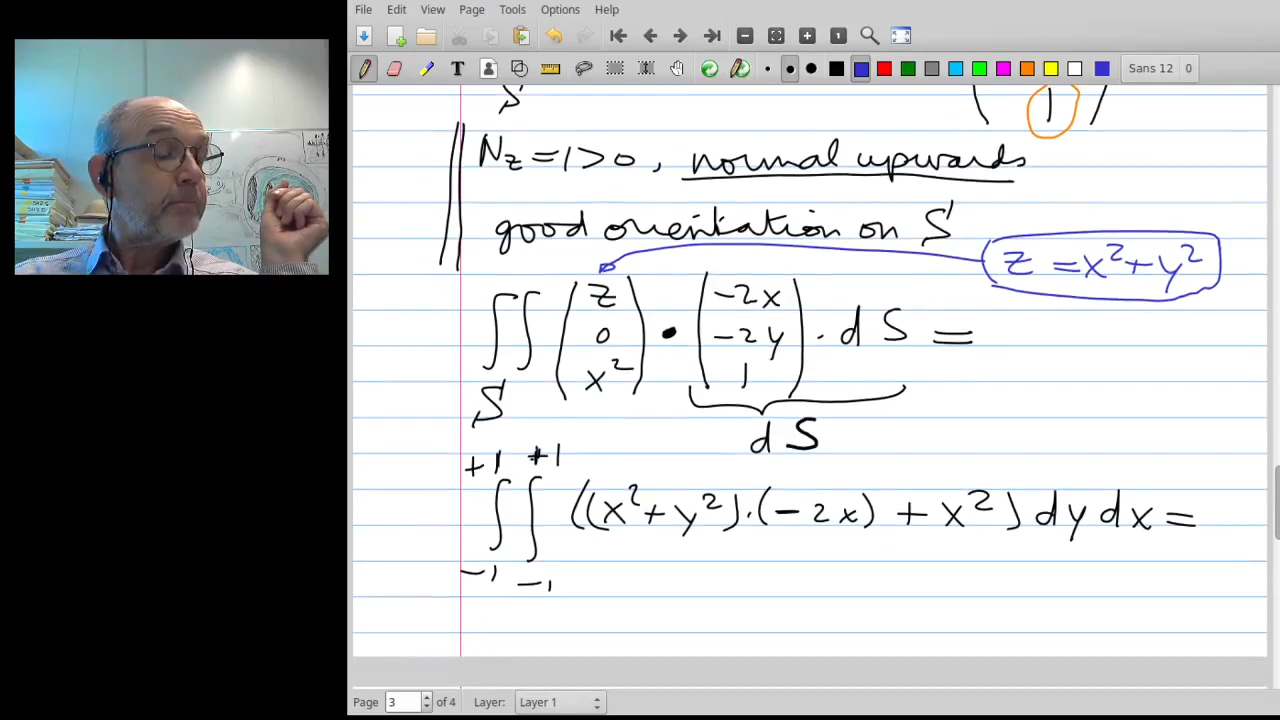 File Edit View Page Tools Options Help
Sans 12 0
S ( 1 )
Nz = 1 > 0, normal upwards
good orientation on S
z = x² + y²
∬S (z 0 x²) • (-2x -2y 1) · dS =
dS
∫₋₁⁺¹ ∫₋₁⁺¹ ((x² + y²)·(-2x) + x²) dy dx =
Page 3 of 4 Layer: Layer 1